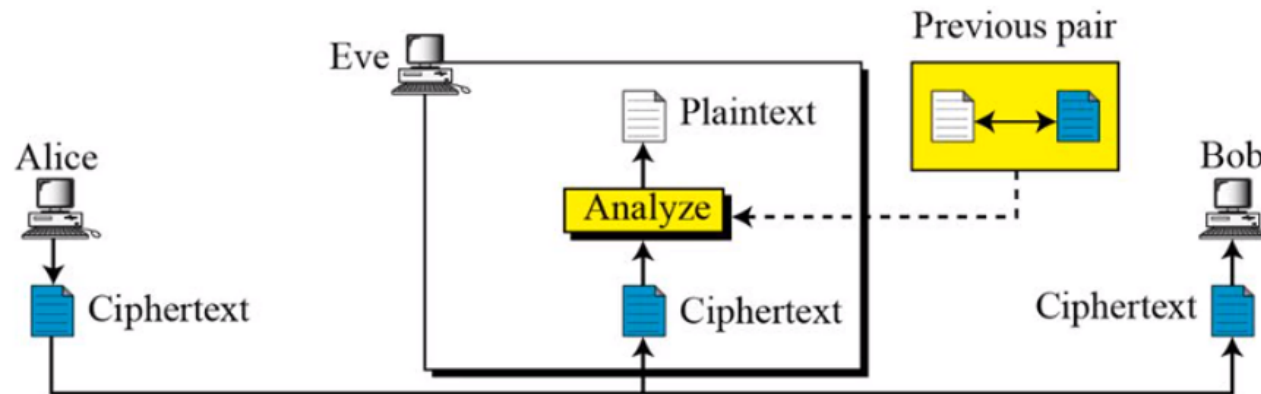 Previous pair
Eve
Plaintext
Alice
Bob
Analyze
Ciphertext
Ciphertext
Ciphertext